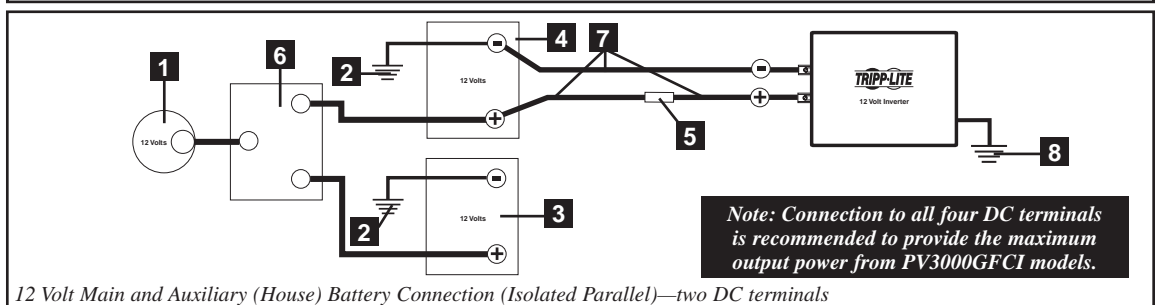 1
12 Volts
6
2
-
12 Volts
+
4
7
5
-
+
TRIPP·LITE
12 Volt Inverter
8
2
-
12 Volts
+
3
Note: Connection to all four DC terminals
is recommended to provide the maximum
output power from PV3000GFCI models.
12 Volt Main and Auxiliary (House) Battery Connection (Isolated Parallel)—two DC terminals